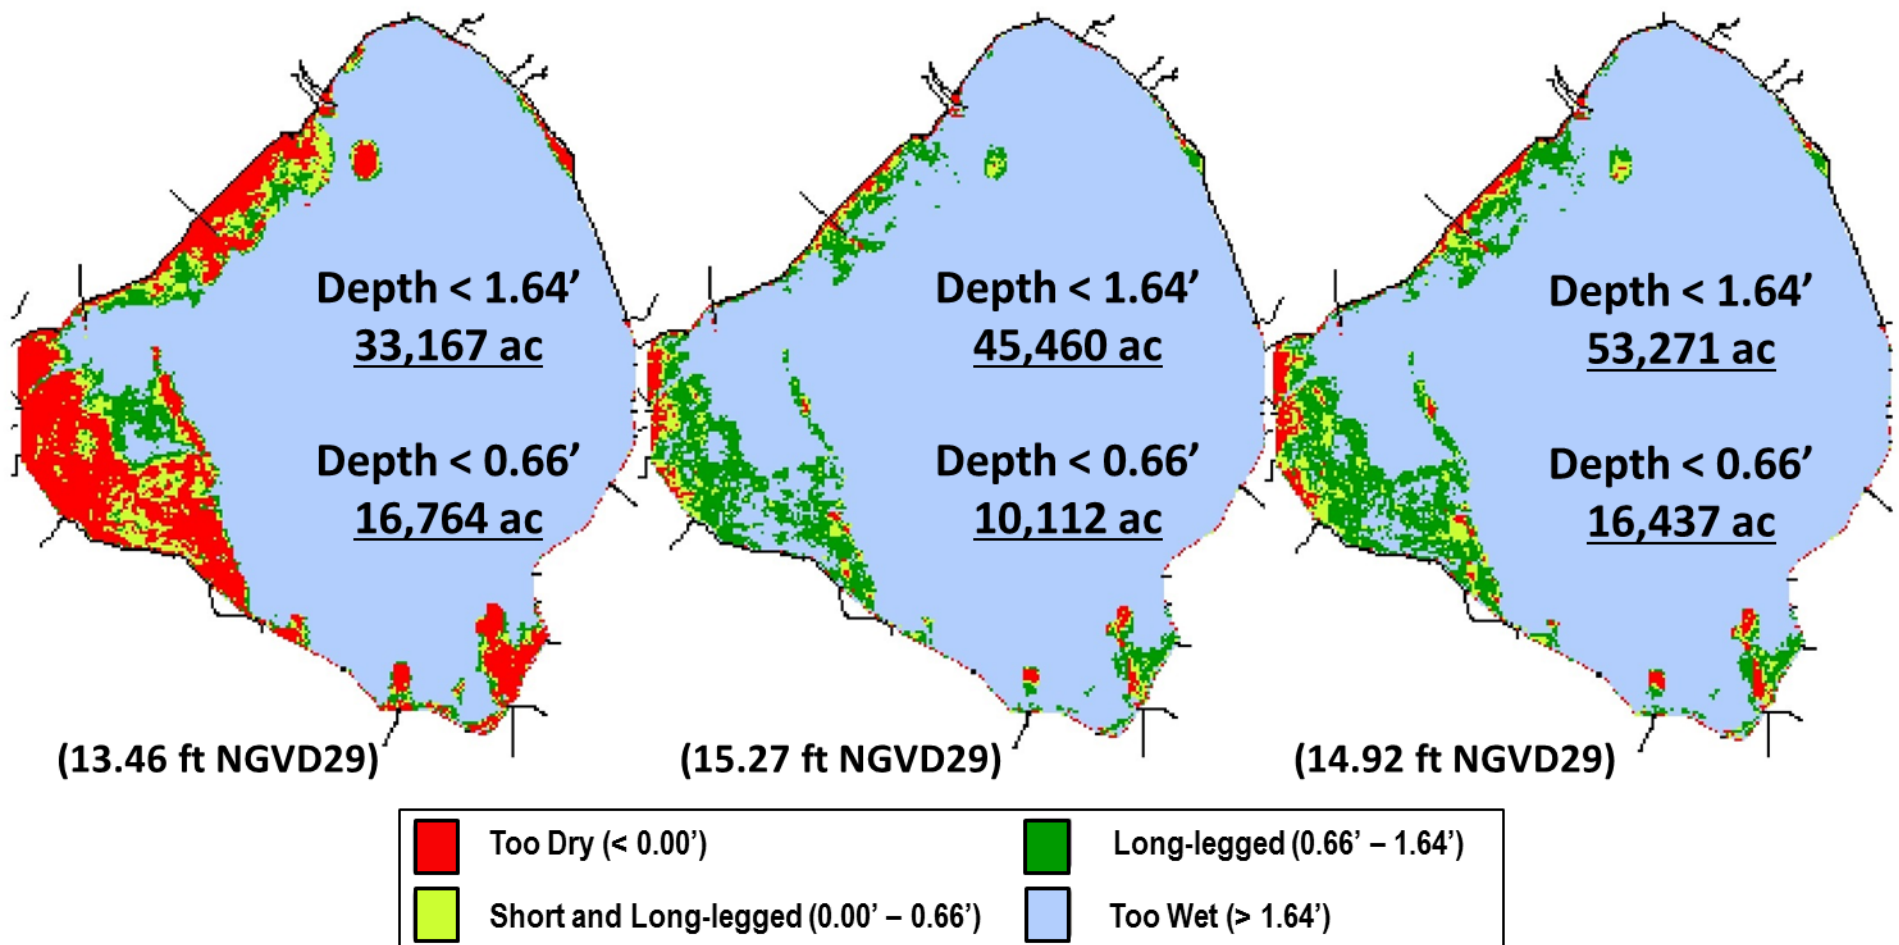 Depth < 1.64’
33,167 ac
Depth < 0.66’
16,764 ac
(13.46 ft NGVD29)
Depth < 1.64’
45,460 ac
Depth < 0.66’
10,112 ac
(15.27 ft NGVD29)
Depth < 1.64’
53,271 ac
Depth < 0.66’
16,437 ac
(14.92 ft NGVD29)
Too Dry (< 0.00’)
Long-legged (0.66’ – 1.64’)
Short and Long-legged (0.00’ – 0.66’)
Too Wet (> 1.64’)